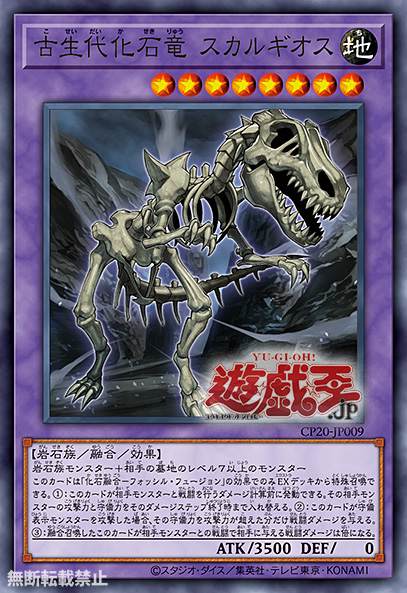 古生代化石竜 スカルギオス
地
YU-GI-OH!
遊戯王
.jp
CP20-JP009
【岩石族／融合／効果】
岩石族モンスター＋相手の墓地のレベル７以上のモンスター
このカードは「化石融合－フォッシル・フュージョン」の効果でのみEXデッキから特殊召喚
できる。①：このカードが相手モンスターと戦闘を行うダメージ計算前に発動できる。その相手モン
スターの攻撃力と守備力をそのダメージステップ終了時まで入れ替える。②：このカードが守備
表示モンスターを攻撃した場合、その守備力を攻撃力が超えた分だけ戦闘ダメージを与える。
③：融合召喚したこのカードが相手モンスターとの戦闘で相手に与える戦闘ダメージは倍になる。
ATK/3500 DEF/ 0
無断転載禁止
©スタジオ・ダイス／集英社・テレビ東京・KONAMI